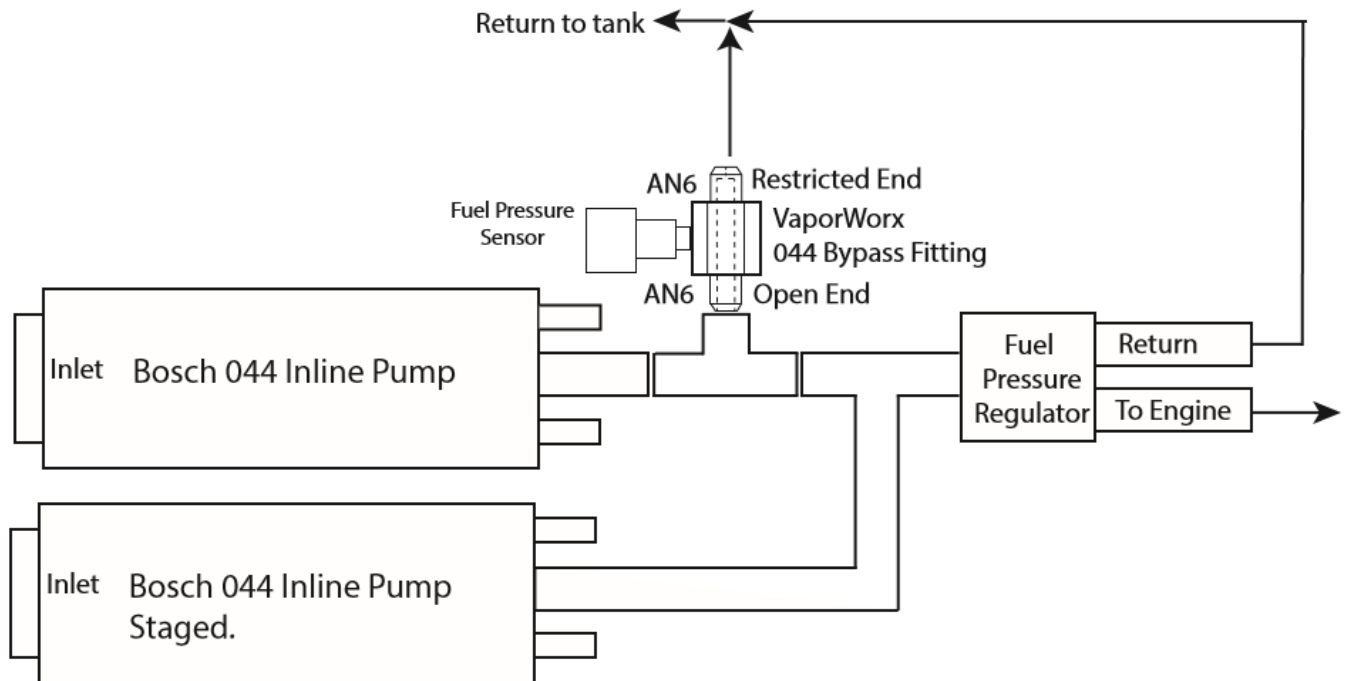 Return to tank
AN6
Restricted End
Fuel Pressure
Sensor
VaporWorx
044 Bypass Fitting
AN6
Open End
Inlet
Bosch 044 Inline Pump
Fuel
Pressure
Regulator
Return
To Engine
Inlet
Bosch 044 Inline Pump
Staged.